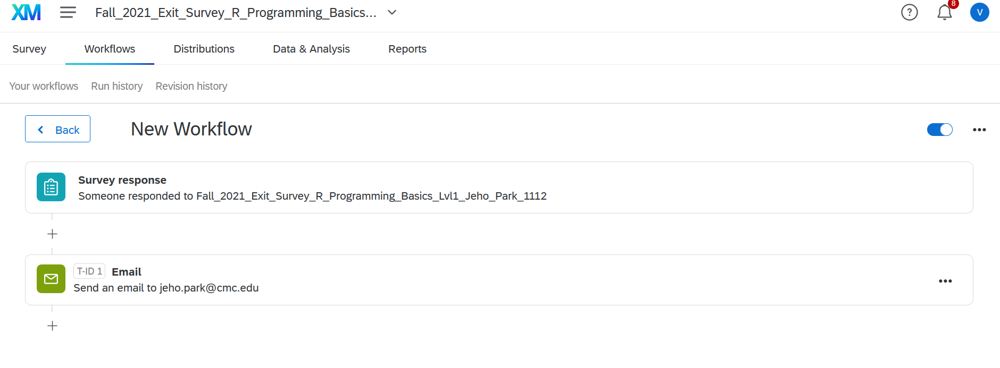 XM Fall_2021_Exit_Survey_R_Programming_Basics... ? 8 V
Survey Workflows Distributions Data & Analysis Reports
Your workflows Run history Revision history
Back New Workflow
Survey response
Someone responded to Fall_2021_Exit_Survey_R_Programming_Basics_Lvl1_Jeho_Park_1112
T-ID 1 Email
Send an email to jeho.park@cmc.edu